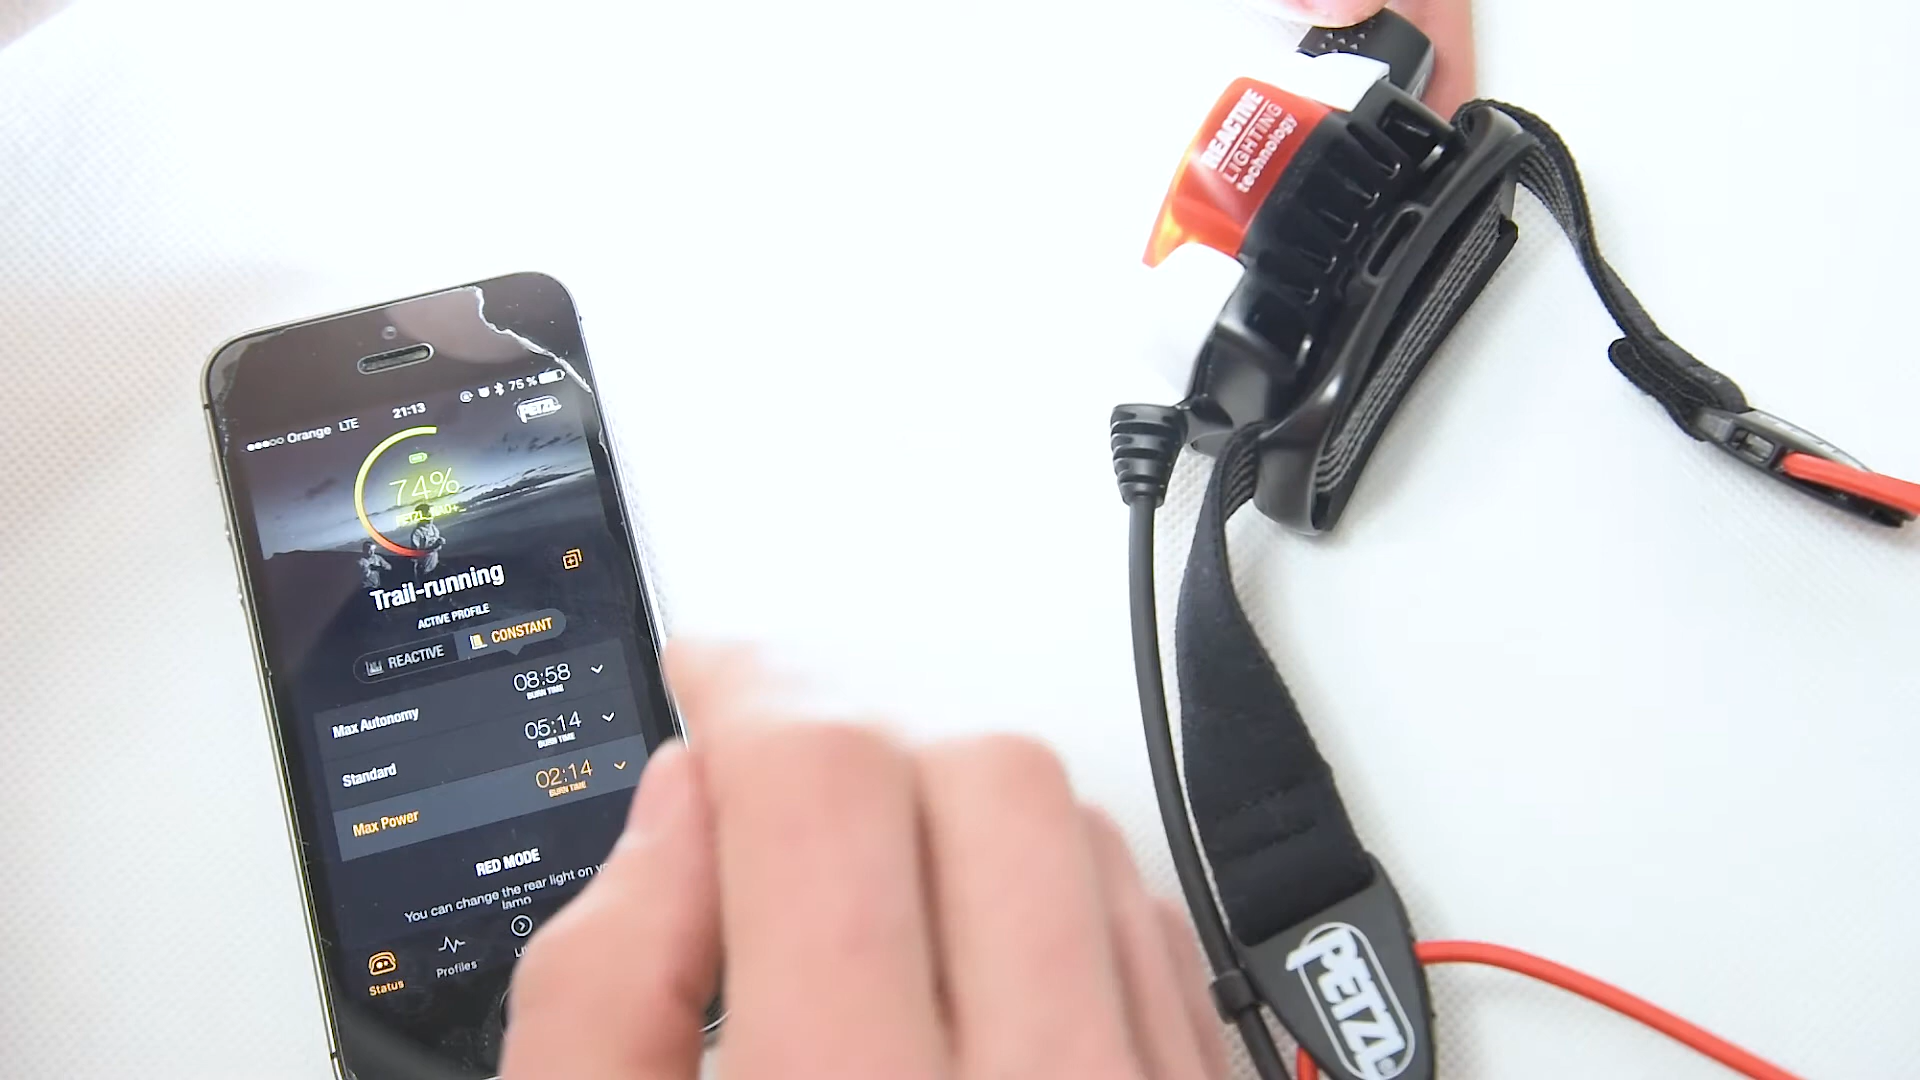 REACTIVE
LIGHTING
technology
●●●○○ Orange LTE 21:13 75 %
PETZL
74%
Trail-running
ACTIVE PROFILE
REACTIVE CONSTANT
Max Autonomy 08:58
BURN TIME
Standard 05:14
BURN TIME
Max Power 02:14
BURN TIME
RED MODE
You can change the rear light on
lamp
Status Profiles
PETZL